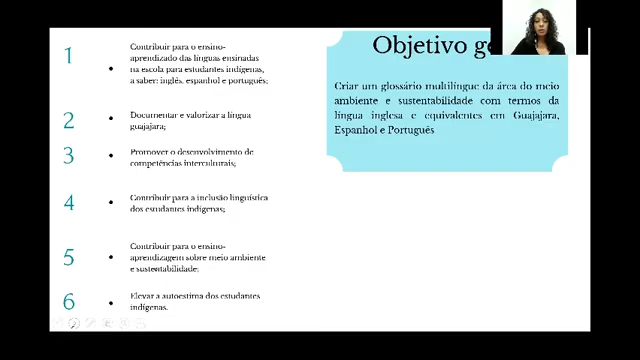 1
Contribuir para o ensino-
aprendizado das línguas ensinadas
na escola para estudantes indígenas,
a saber: inglês, espanhol e português;
2
Documentar e valorizar a língua
guajajara;
3
Promover o desenvolvimento de
competências interculturais;
4
Contribuir para a inclusão linguística
dos estudantes indígenas;
5
Contribuir para o ensino-
aprendizagem sobre meio ambiente
e sustentabilidade;
6
Elevar a autoestima dos estudantes
indígenas.
Objetivo ge
Criar um glossário multilíngue da área do meio
ambiente e sustentabilidade com termos da
língua inglesa e equivalentes em Guajajara,
Espanhol e Português